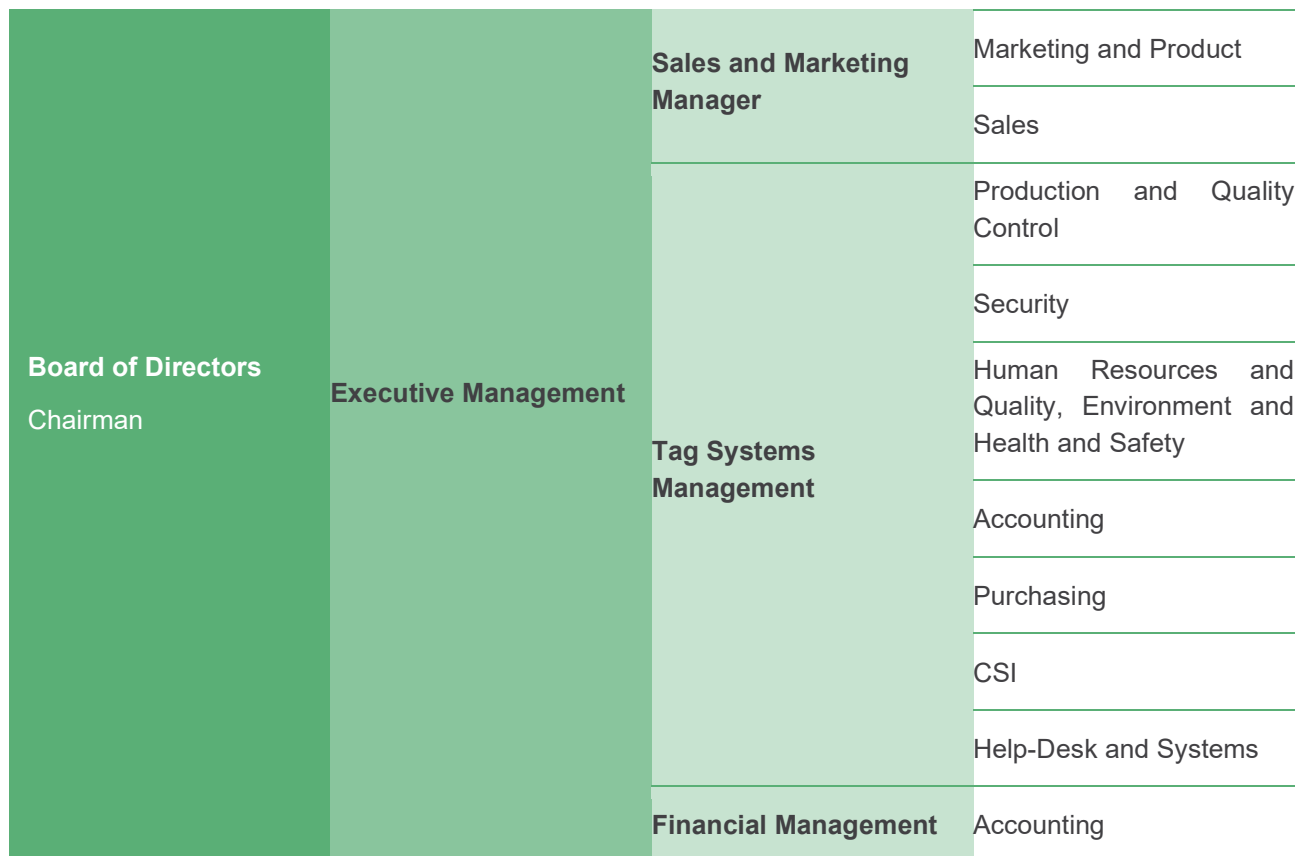 Board of Directors
Chairman
Executive Management
Sales and Marketing
Manager
Marketing and Product
Sales
Tag Systems
Management
Production and Quality
Control
Security
Human Resources and
Quality, Environment and
Health and Safety
Accounting
Purchasing
CSI
Help-Desk and Systems
Financial Management
Accounting